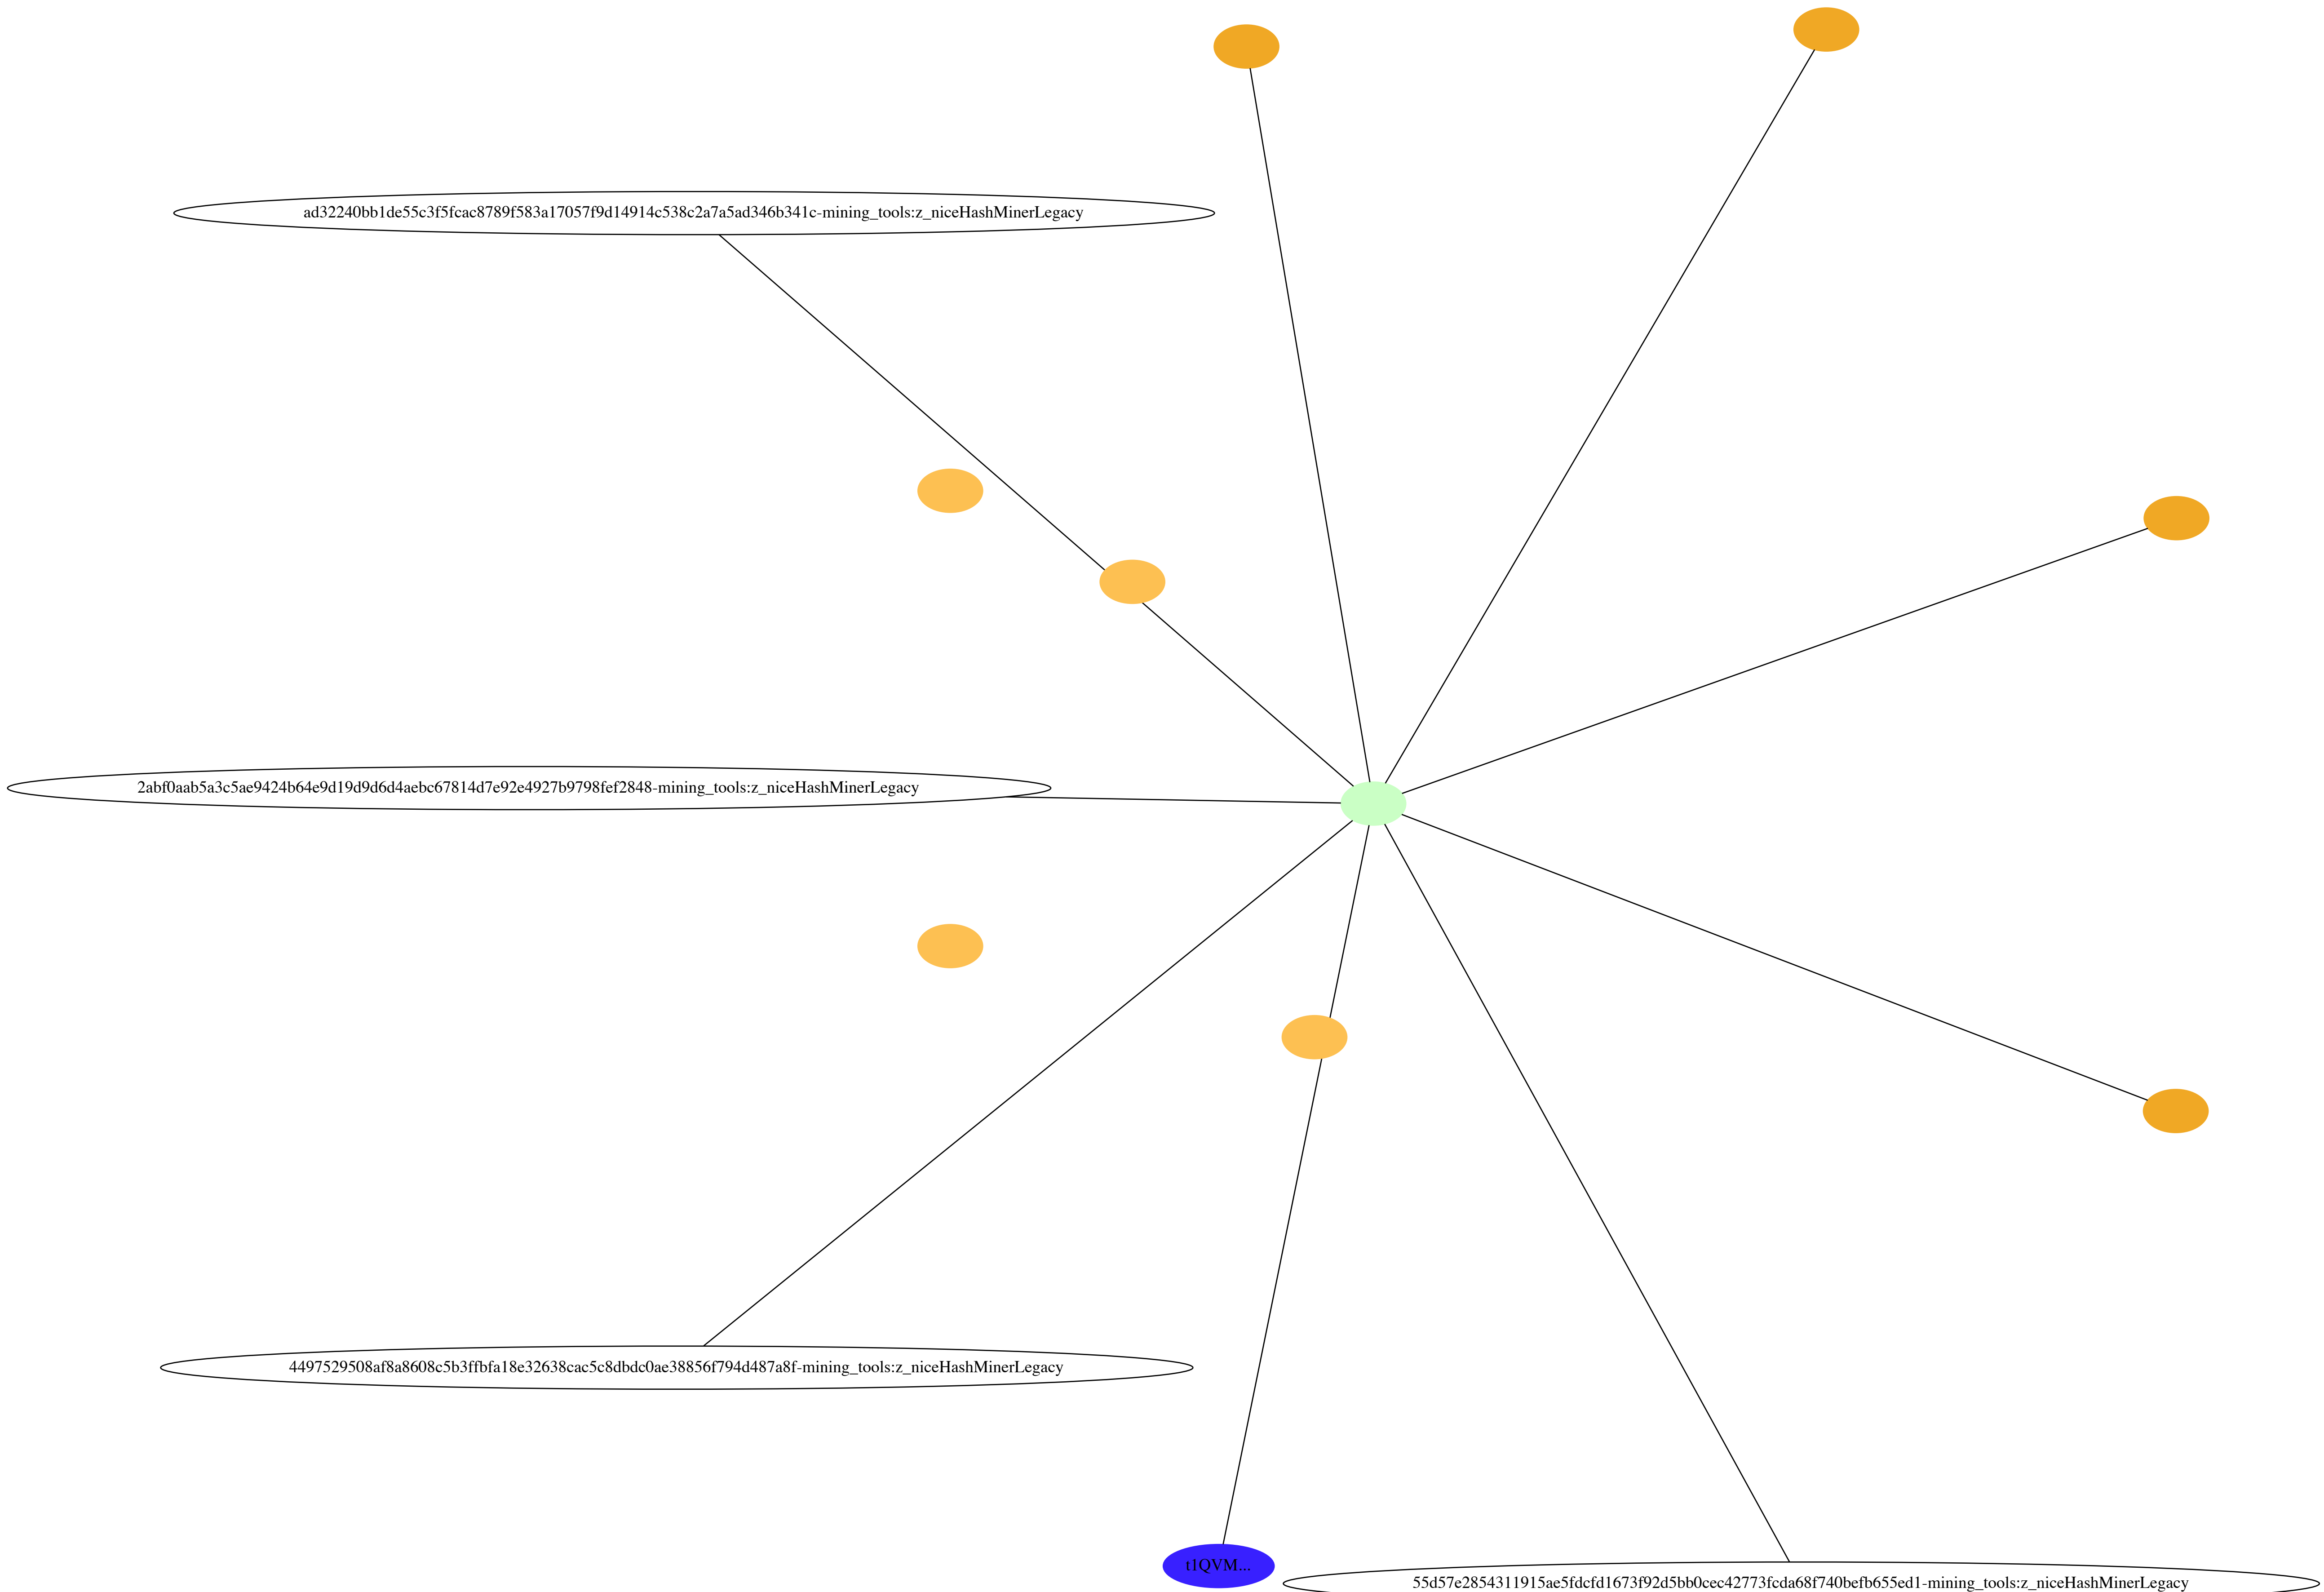 ad32240bb1de55c3f5fcac8789f583a17057f9d14914c538c2a7a5ad346b341c-mining_tools:z_niceHashMinerLegacy
2abf0aab5a3c5ae9424b64e9d19d9d6d4aebc67814d7e92e4927b9798fef2848-mining_tools:z_niceHashMinerLegacy
4497529508af8a8608c5b3ffbfa18e32638cac5c8dbdc0ae38856f794d487a8f-mining_tools:z_niceHashMinerLegacy
t1QVM...
55d57e2854311915ae5fdcfd1673f92d5bb0cec42773fcda68f740befb655ed1-mining_tools:z_niceHashMinerLegacy